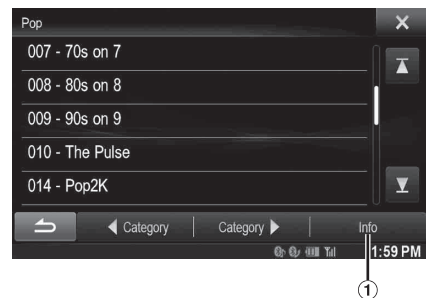 Pop
007 - 70s on 7
008 - 80s on 8
009 - 90s on 9
010 - The Pulse
014 - Pop2K
Category Category Info
1:59 PM
1